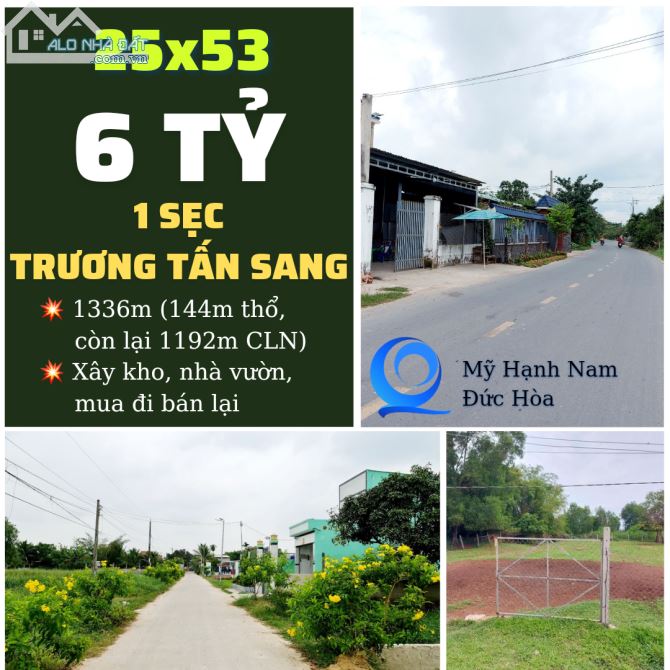 ALO NHÀ ĐẤT
.com.vn
25x53
6 TỶ
1 SẸC
TRƯƠNG TẤN SANG
💥 1336m (144m thổ,
còn lại 1192m CLN)
💥 Xây kho, nhà vườn,
mua đi bán lại
Mỹ Hạnh Nam
Đức Hòa